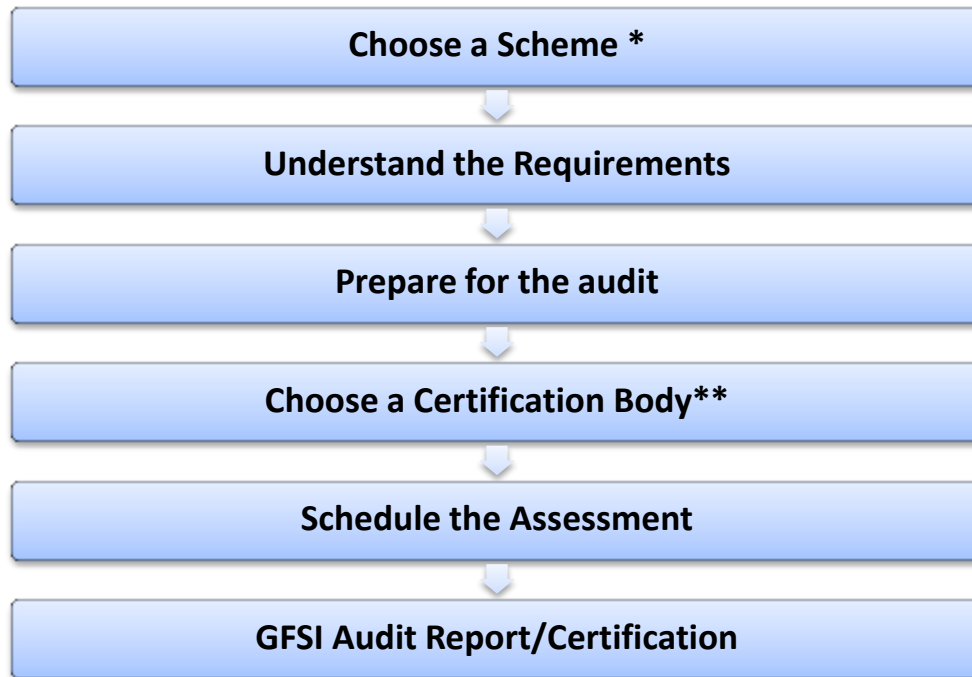 Choose a Scheme *
Understand the Requirements
Prepare for the audit
Choose a Certification Body**
Schedule the Assessment
GFSI Audit Report/Certification